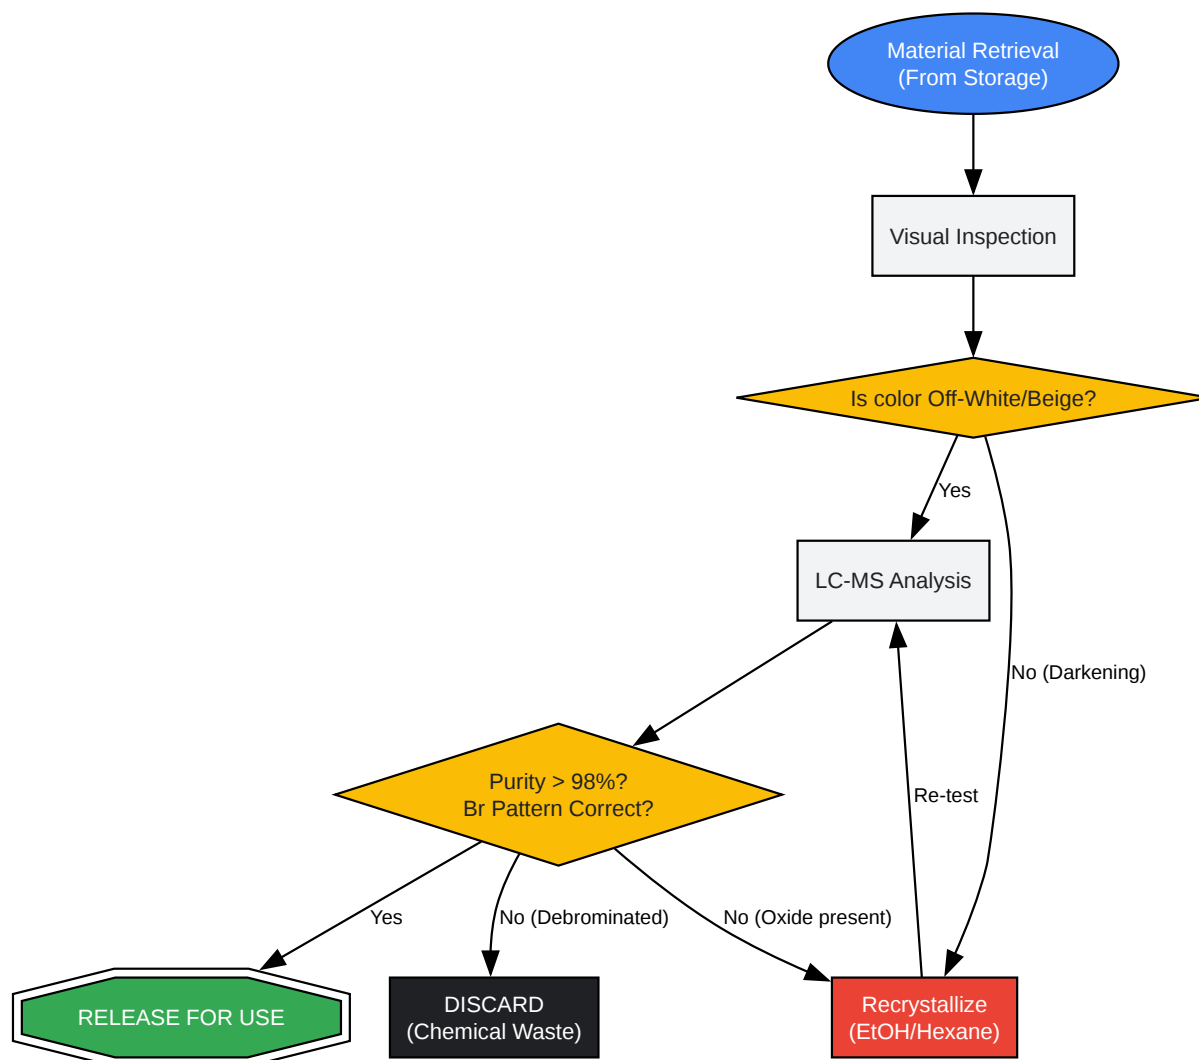 Material Retrieval
(From Storage)
Visual Inspection
Is color Off-White/Beige?
Yes
LC-MS Analysis
No (Darkening)
Purity > 98%?
Br Pattern Correct?
Re-test
Yes
No (Debrominated)
No (Oxide present)
RELEASE FOR USE
DISCARD
(Chemical Waste)
Recrystallize
(EtOH/Hexane)